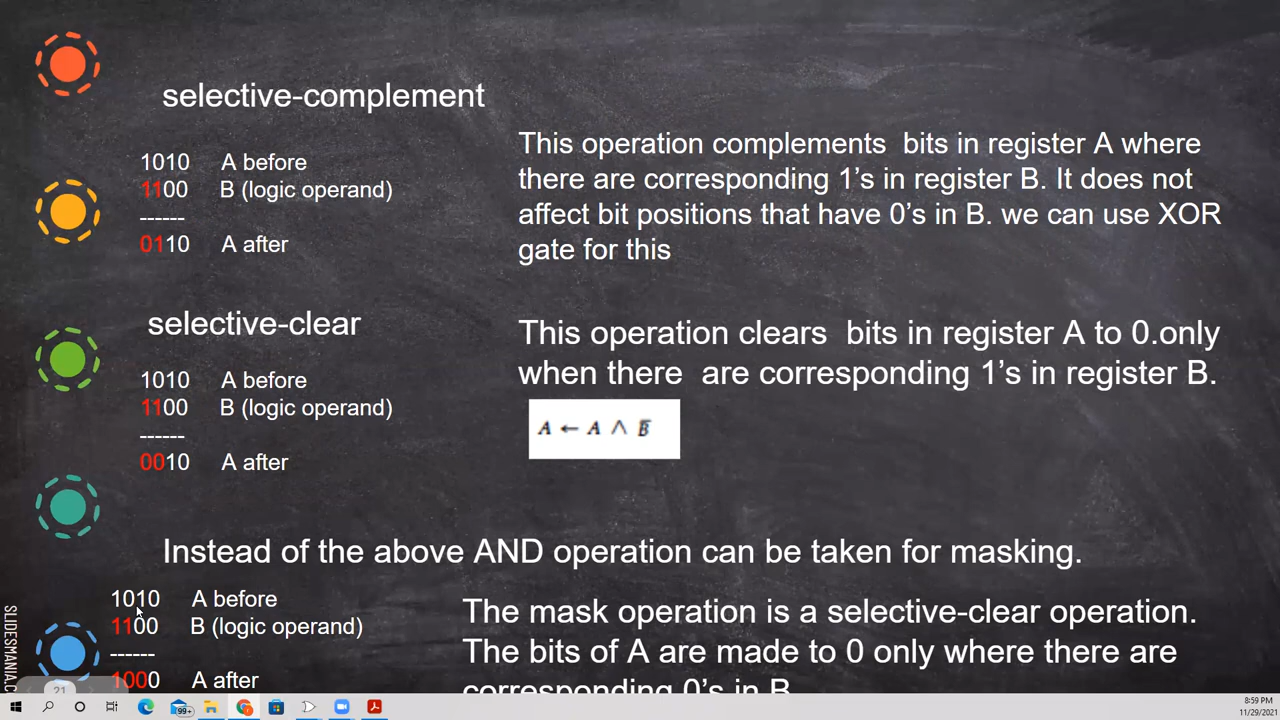 selective-complement
1010 A before
1100 B (logic operand)
------
0110 A after
This operation complements bits in register A where
there are corresponding 1’s in register B. It does not
affect bit positions that have 0’s in B. we can use XOR
gate for this
selective-clear
1010 A before
1100 B (logic operand)
------
0010 A after
This operation clears bits in register A to 0.only
when there are corresponding 1’s in register B.
A ← A ∧ B̅
Instead of the above AND operation can be taken for masking.
1010 A before
1100 B (logic operand)
------
1000 A after
The mask operation is a selective-clear operation.
The bits of A are made to 0 only where there are
corresponding 0’s in B
SLIDESMANIA.C
21
99+
8:59 PM
11/29/2021